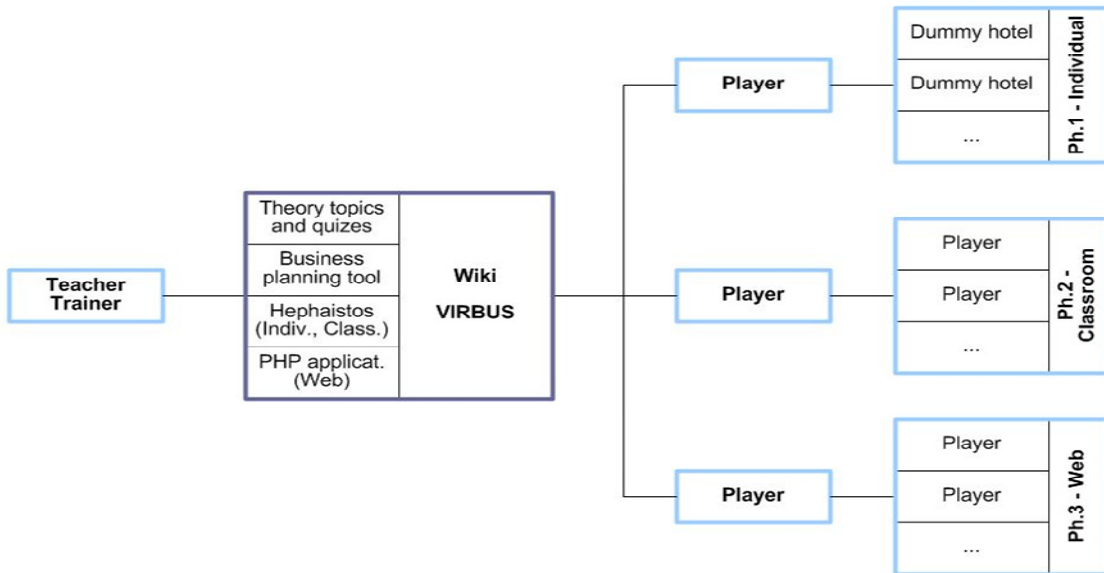 Teacher
Trainer
Theory topics
and quizes
Business
planning tool
Hephaistos
(Indiv., Class.)
PHP applicat.
(Web)
Wiki
VIRBUS
Player
Dummy hotel
Dummy hotel
...
Ph.1 - Individual
Player
Player
Player
...
Ph.2 -
Classroom
Player
Player
Player
...
Ph.3 - Web